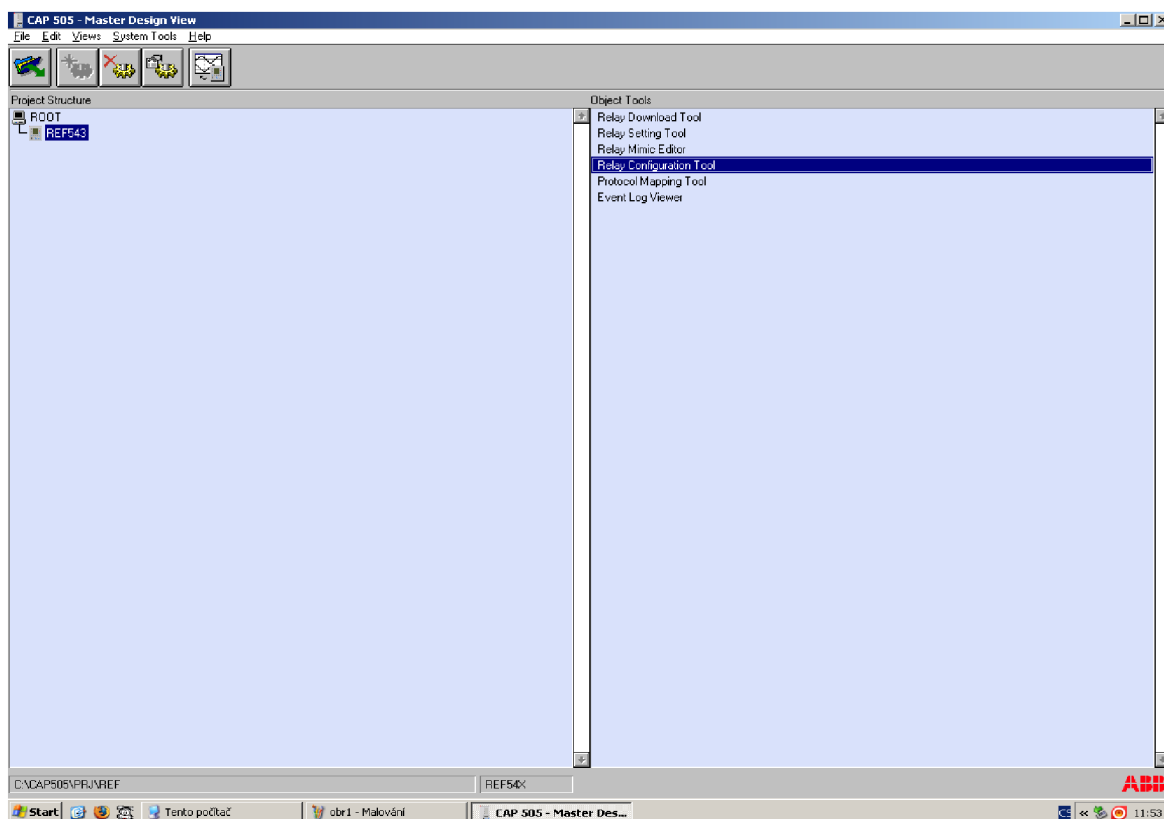 CAP 505 - Master Design View
File Edit Views System Tools Help
Project Structure
Object Tools
ROOT
REF543
Relay Download Tool
Relay Setting Tool
Relay Mimic Editor
Relay Configuration Tool
Protocol Mapping Tool
Event Log Viewer
C:\CAP505\PRJ\REF
REF54X
ABB
Start
Tento počítač
obr1 - Malování
CAP 505 - Master Des...
CS
«
11:53